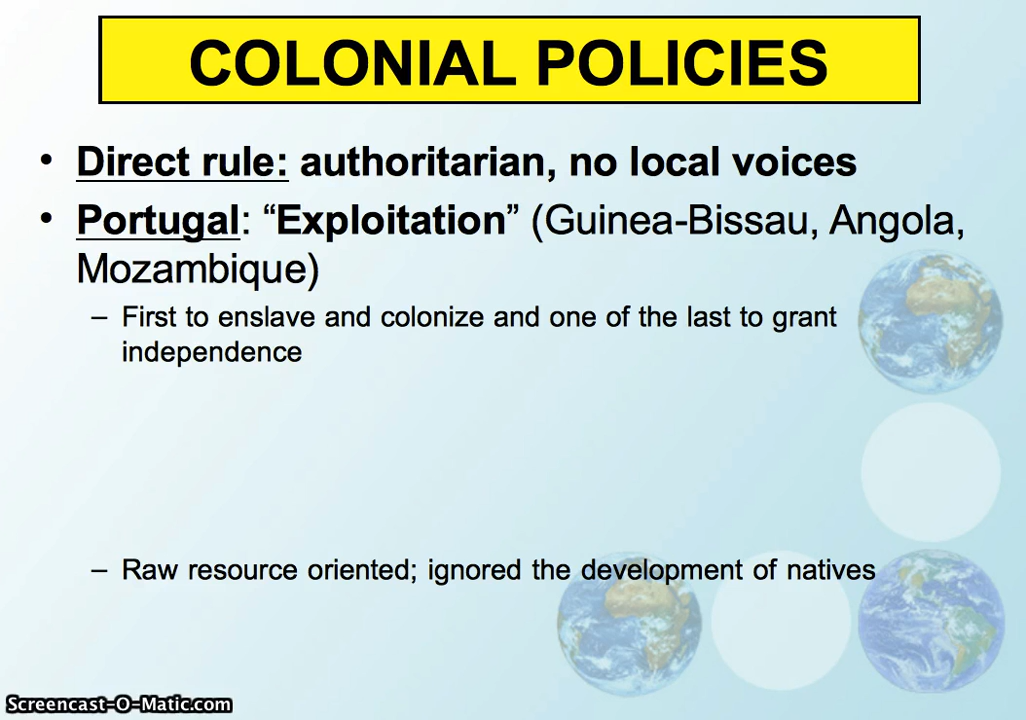 COLONIAL POLICIES
• Direct rule: authoritarian, no local voices
• Portugal: “Exploitation” (Guinea-Bissau, Angola,
Mozambique)
– First to enslave and colonize and one of the last to grant
independence
– Raw resource oriented; ignored the development of natives
Screencast-O-Matic.com